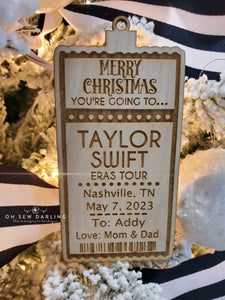 MERRY
CHRISTMAS
YOU'RE GOING TO...
TAYLOR
SWIFT
ERAS TOUR
Nashville, TN
May 7, 2023
To: Addy
Love: Mom & Dad
OH SEW DARLING